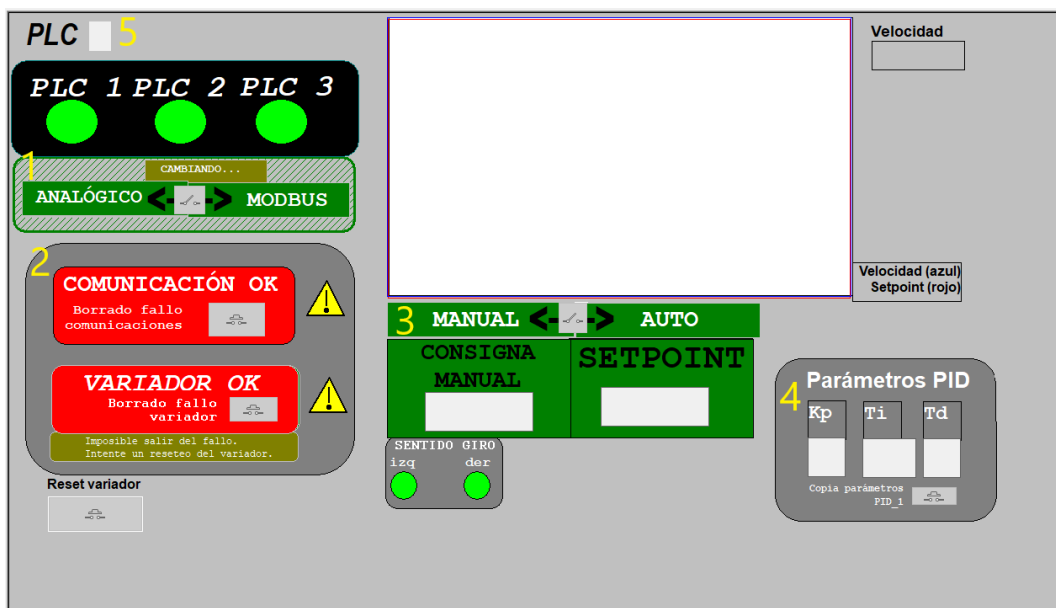 PLC 5
PLC 1 PLC 2 PLC 3
1
CAMBIANDO...
ANALÓGICO <- -> MODBUS
2
COMUNICACIÓN OK
Borrado fallo
comunicaciones
VARIADOR OK
Borrado fallo
variador
Imposible salir del fallo.
Intente un reseteo del variador.
Reset variador
Velocidad
Velocidad (azul)
Setpoint (rojo)
3 MANUAL <- -> AUTO
CONSIGNA
MANUAL
SETPOINT
SENTIDO GIRO
izq der
4
Parámetros PID
Kp Ti Td
Copia parámetros
PID_1